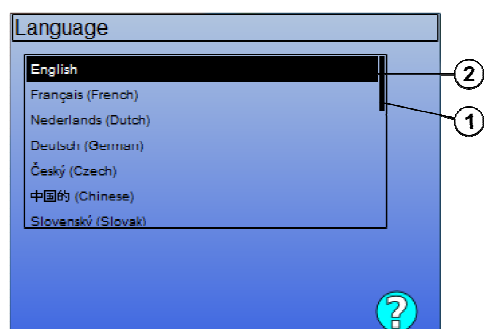 Language
English
Français (French)
Nederlands (Dutch)
Deutsch (German)
Český (Czech)
中国的 (Chinese)
Slovenský (Slovak)
2
1
?